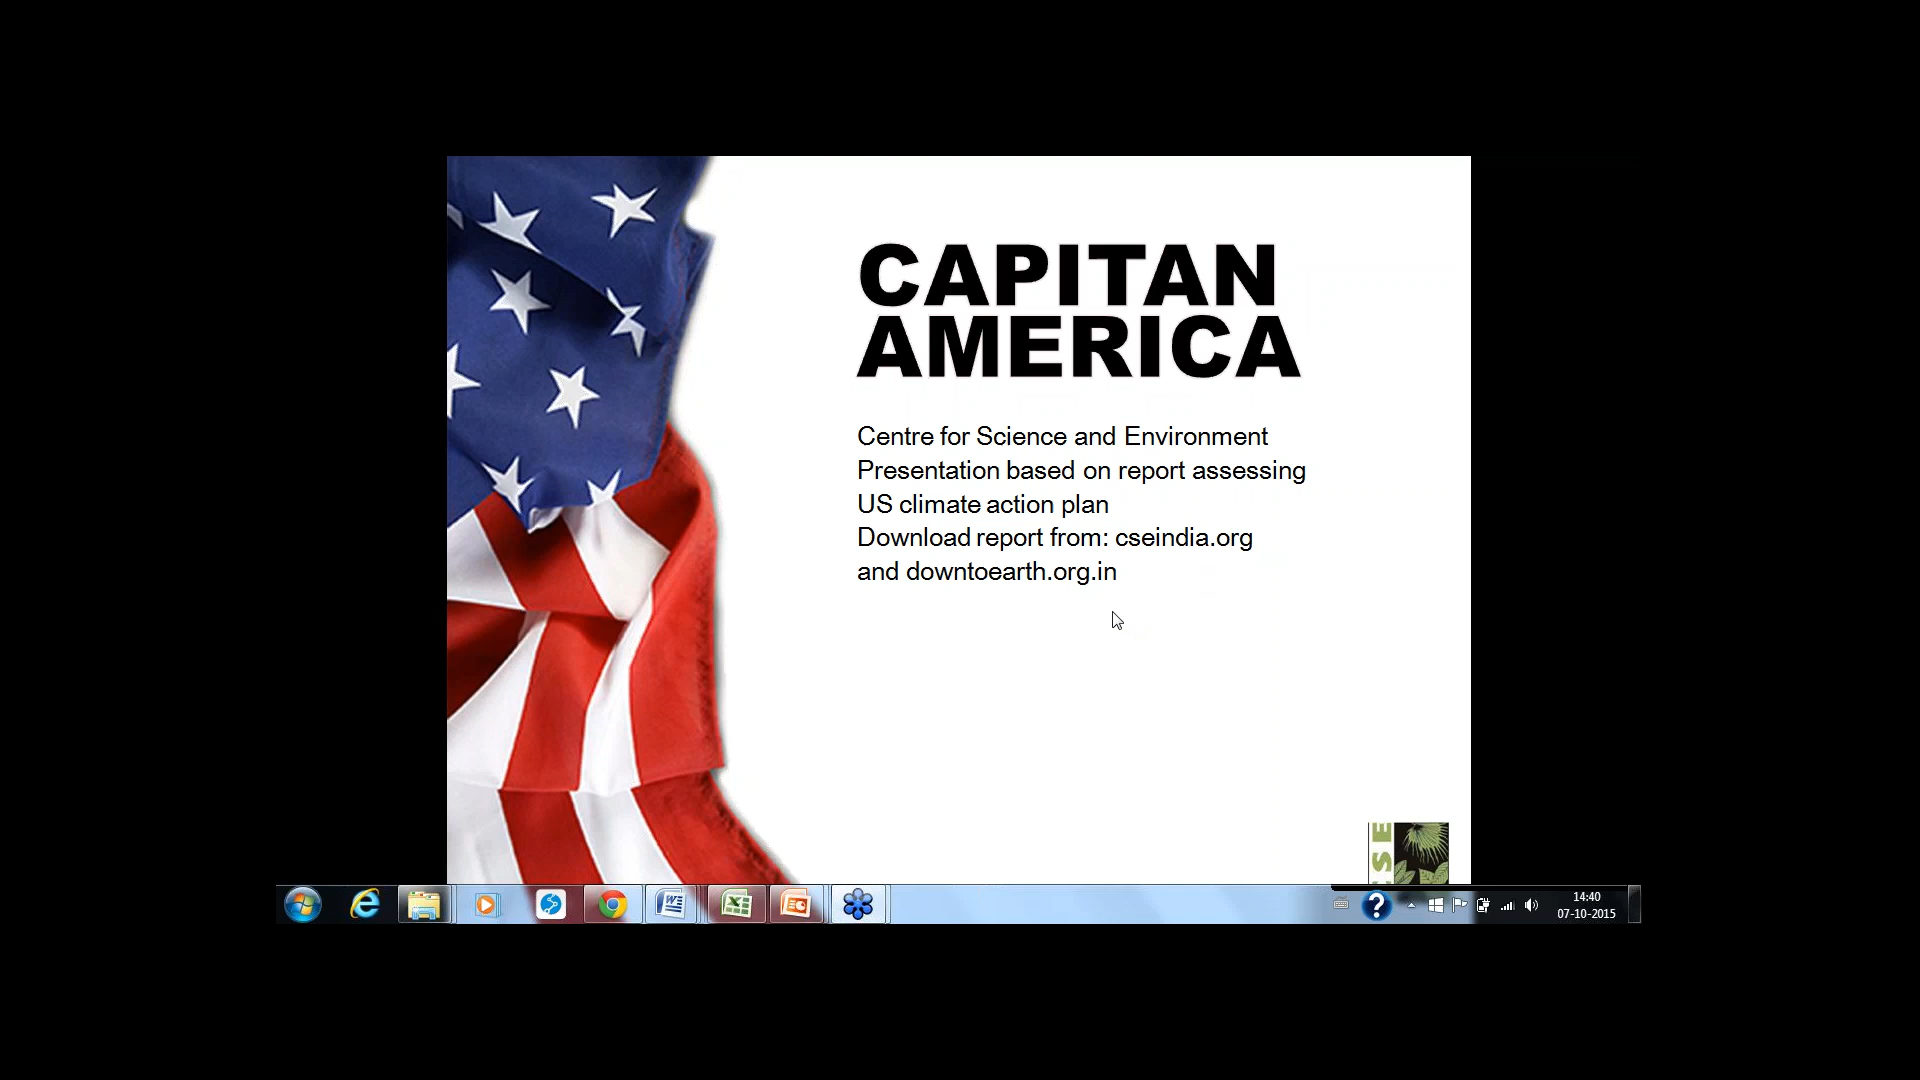 CAPITAN
AMERICA
Centre for Science and Environment
Presentation based on report assessing
US climate action plan
Download report from: cseindia.org
and downtoearth.org.in
CSE
14:40
07-10-2015